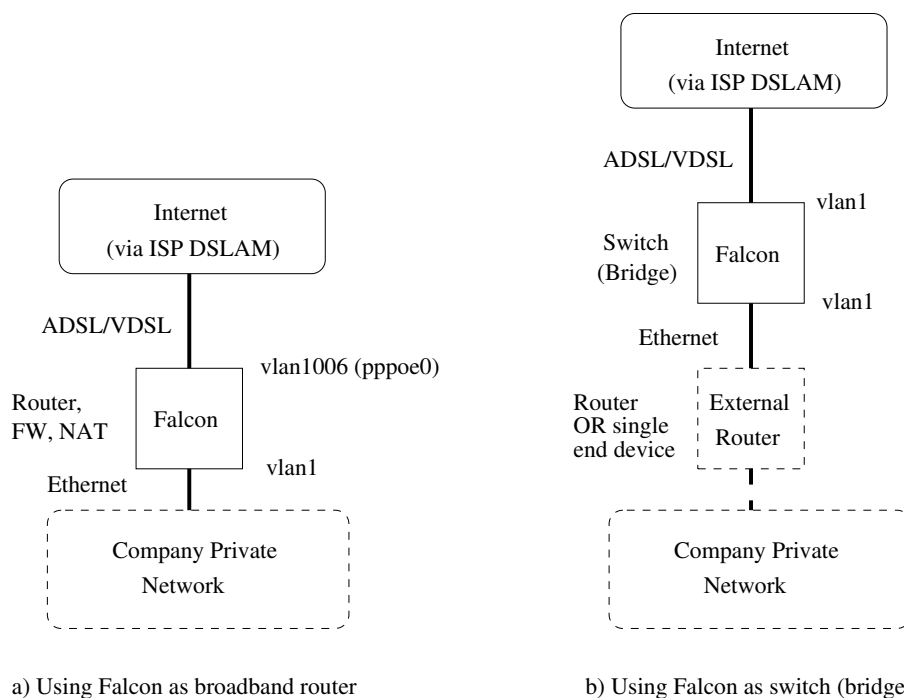 Internet
(via ISP DSLAM)
ADSL/VDSL
vlan1006 (pppoe0)
Router,
FW, NAT
Falcon
vlan1
Ethernet
Company Private
Network
a) Using Falcon as broadband router
Internet
(via ISP DSLAM)
ADSL/VDSL
vlan1
Switch
(Bridge)
Falcon
vlan1
Ethernet
Router
OR single
end device
External
Router
Company Private
Network
b) Using Falcon as switch (bridge